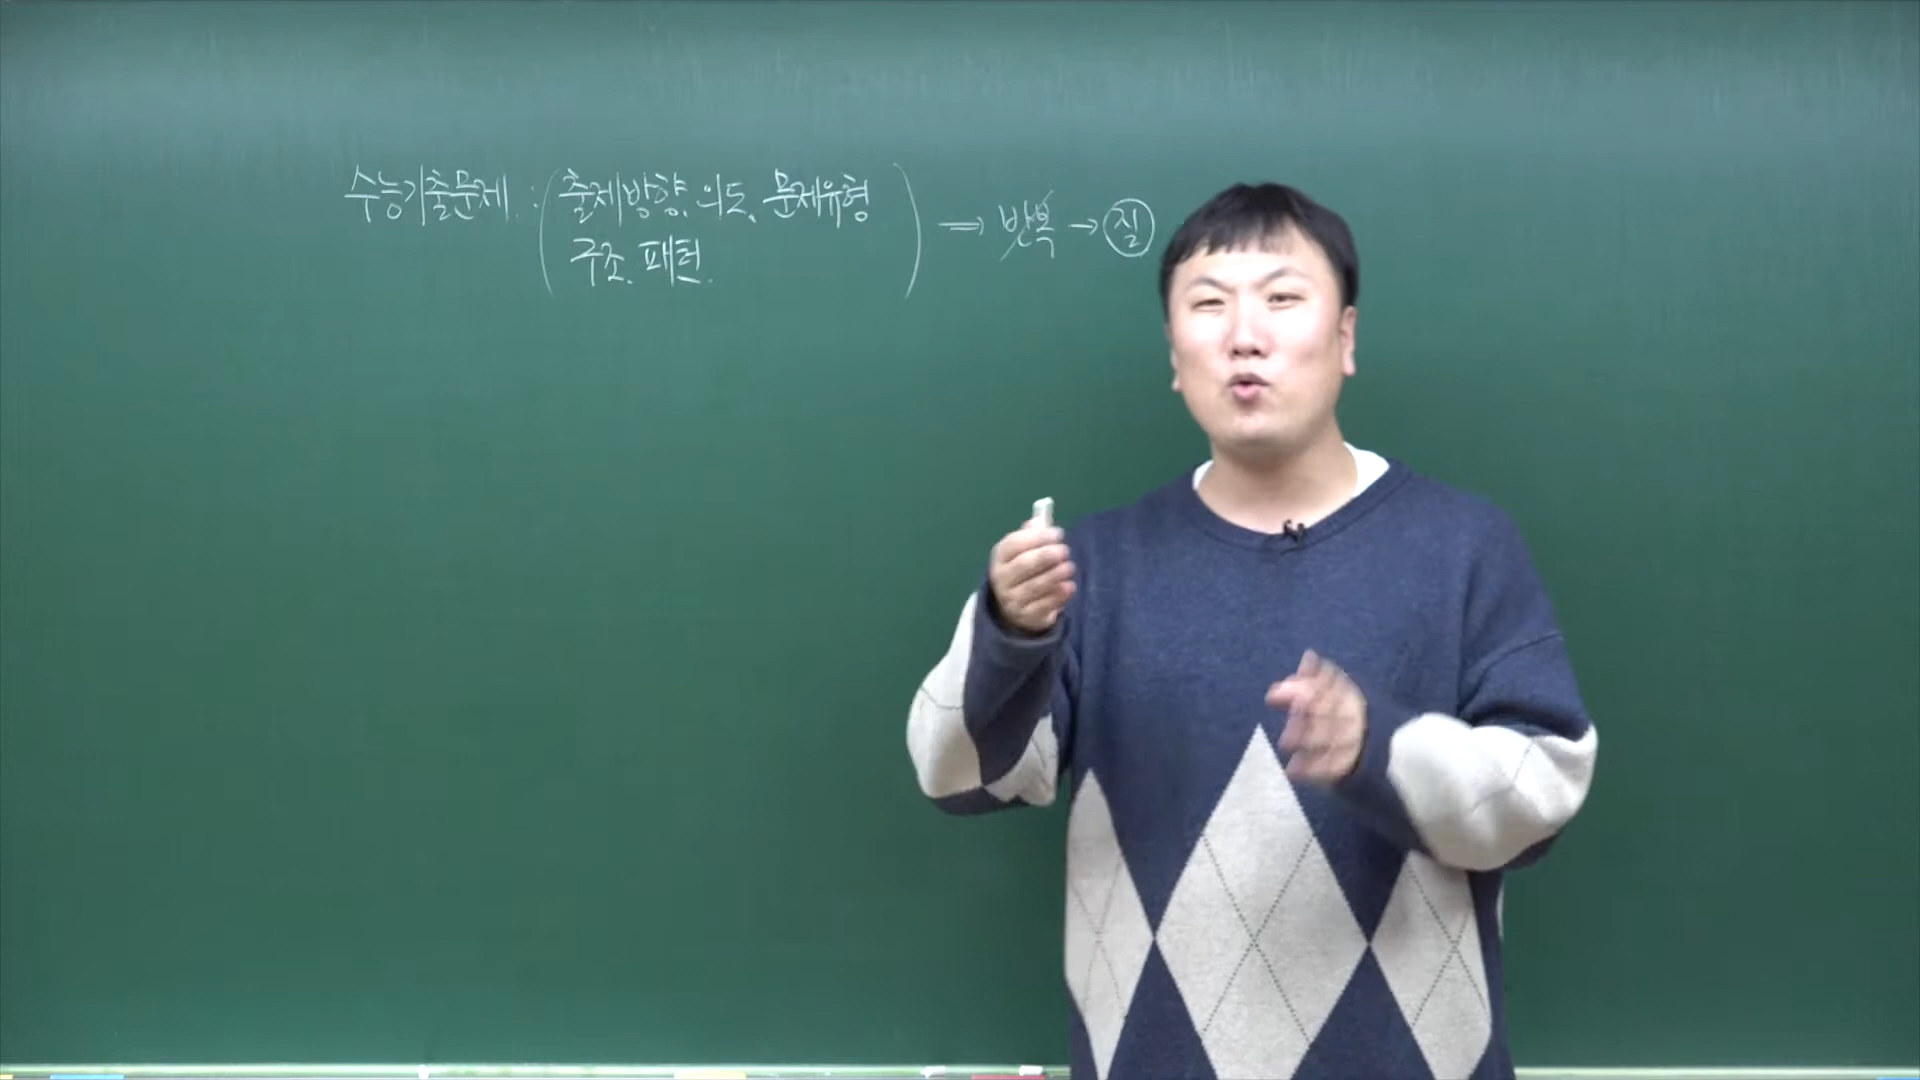 수능기출문제 : (출제방향, 의도, 문제유형 ) ⇒ 반복 → 질
구조. 패턴.